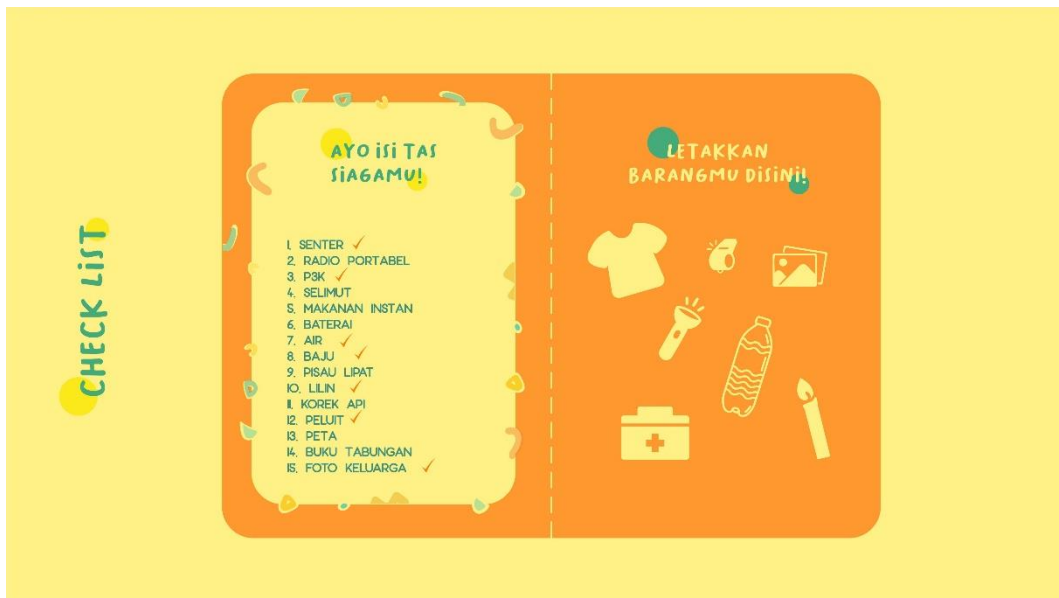 CHECK LIST
AYO ISI TAS
SIAGAMU!
1. SENTER ✓
2. RADIO PORTABEL
3. P3K ✓
4. SELIMUT
5. MAKANAN INSTAN
6. BATERAI
7. AIR ✓
8. BAJU ✓
9. PISAU LIPAT
10. LILIN ✓
11. KOREK API
12. PELUIT ✓
13. PETA
14. BUKU TABUNGAN
15. FOTO KELUARGA ✓
LETAKKAN
BARANGMU DISINI!